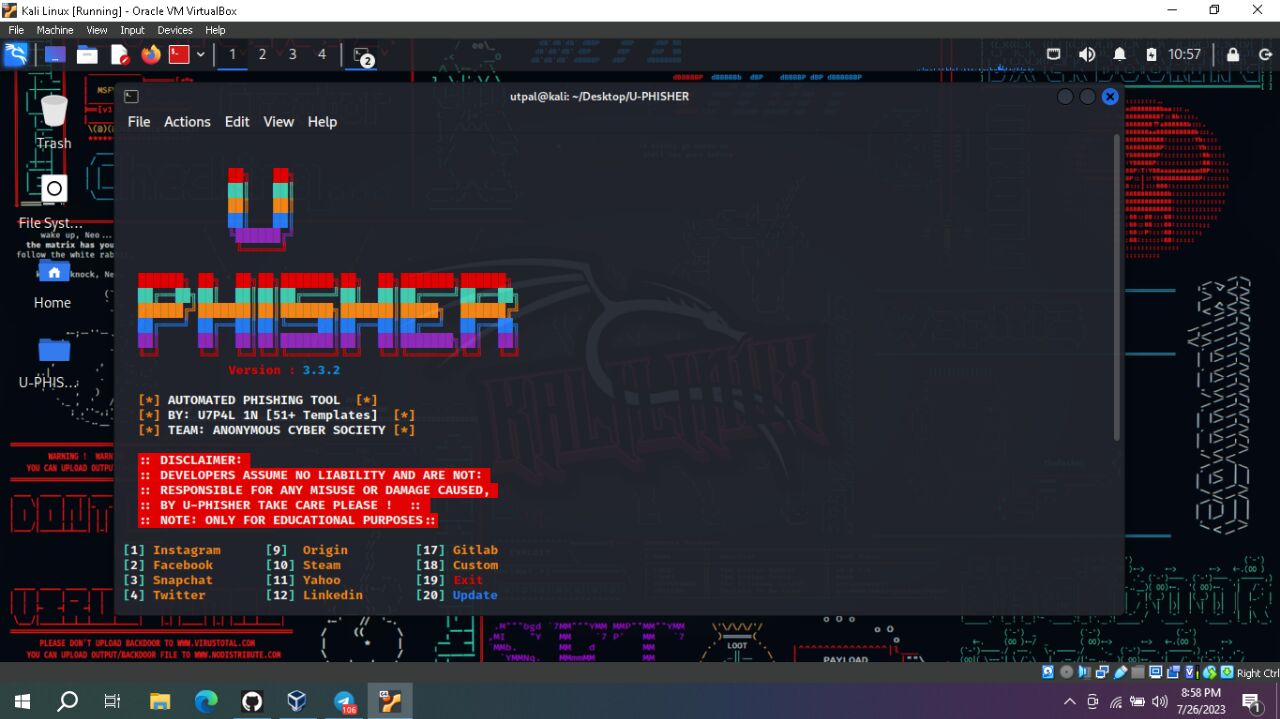 Kali Linux [Running] - Oracle VM VirtualBox
File Machine View Input Devices Help
1 2 3 4 2 10:57
utpal@kali: ~/Desktop/U-PHISHER
File Actions Edit View Help
Trash
File Syst...
wake up, Neo...
the matrix has you
follow the white rab
knock, Ne
Home
U-PHIS...
U
PHISHER
Version : 3.3.2
[*] AUTOMATED PHISHING TOOL [*]
[*] BY: U7P4L 1N [51+ Templates] [*]
[*] TEAM: ANONYMOUS CYBER SOCIETY [*]
:: DISCLAIMER:
:: DEVELOPERS ASSUME NO LIABILITY AND ARE NOT:
:: RESPONSIBLE FOR ANY MISUSE OR DAMAGE CAUSED,
:: BY U-PHISHER TAKE CARE PLEASE ! ::
:: NOTE: ONLY FOR EDUCATIONAL PURPOSES::
[1] Instagram [9] Origin [17] Gitlab
[2] Facebook [10] Steam [18] Custom
[3] Snapchat [11] Yahoo [19] Exit
[4] Twitter [12] Linkedin [20] Update
KALI LINUX
WARNING ! WARN
YOU CAN UPLOAD OUTPUT
PLEASE DON'T UPLOAD BACKDOOR TO WWW.VIRUSTOTAL.COM
YOU CAN UPLOAD OUTPUT/BACKDOOR FILE TO WWW.NODISTRIBUTE.COM
LOOT
PAYLOAD
Right Ctrl
106
8:58 PM
7/26/2023
1